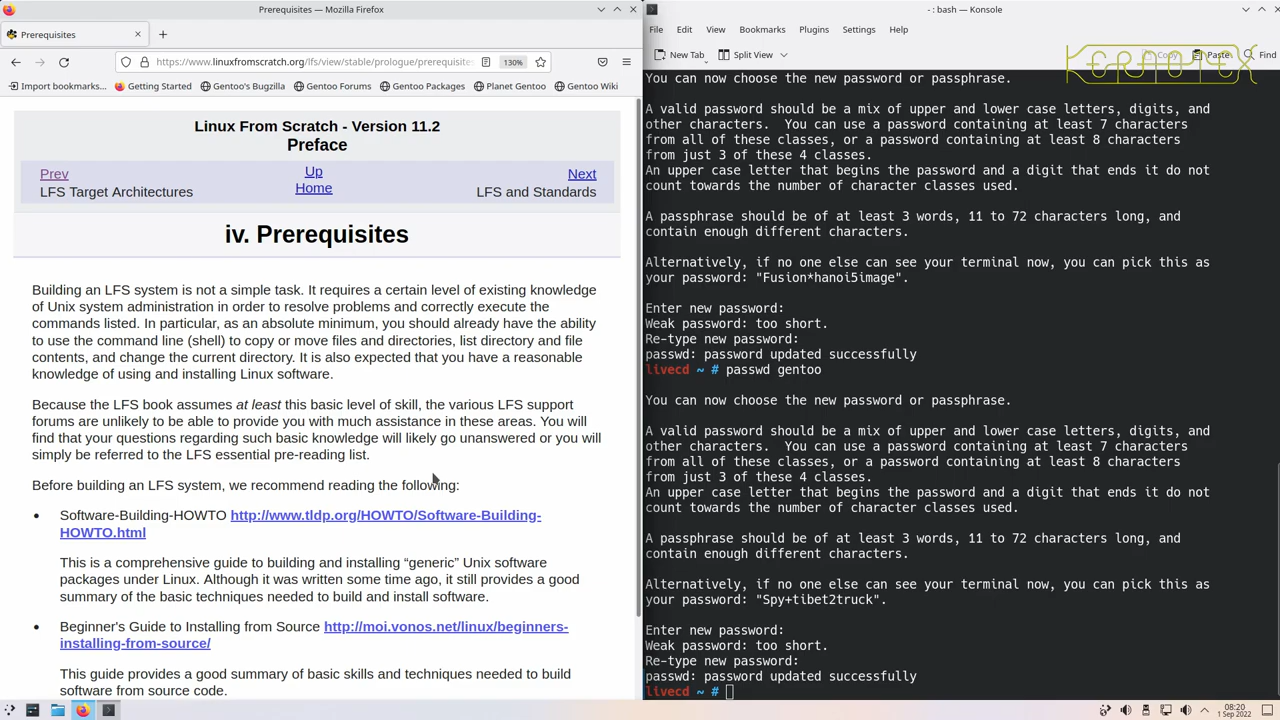 Prerequisites — Mozilla Firefox
Prerequisites
https://www.linuxfromscratch.org/lfs/view/stable/prologue/prerequi
130%
Import bookmarks...
Getting Started
Gentoo's Bugzilla
Gentoo Forums
Gentoo Packages
Planet Gentoo
Gentoo Wiki
Linux From Scratch - Version 11.2
Preface
Prev
Up
Next
LFS Target Architectures
Home
LFS and Standards
iv. Prerequisites
Building an LFS system is not a simple task. It requires a certain level of existing knowledge
of Unix system administration in order to resolve problems and correctly execute the
commands listed. In particular, as an absolute minimum, you should already have the ability
to use the command line (shell) to copy or move files and directories, list directory and file
contents, and change the current directory. It is also expected that you have a reasonable
knowledge of using and installing Linux software.
Because the LFS book assumes at least this basic level of skill, the various LFS support
forums are unlikely to be able to provide you with much assistance in these areas. You will
find that your questions regarding such basic knowledge will likely go unanswered or you will
simply be referred to the LFS essential pre-reading list.
Before building an LFS system, we recommend reading the following:
Software-Building-HOWTO http://www.tldp.org/HOWTO/Software-Building-
HOWTO.html
This is a comprehensive guide to building and installing “generic” Unix software
packages under Linux. Although it was written some time ago, it still provides a good
summary of the basic techniques needed to build and install software.
Beginner's Guide to Installing from Source http://moi.vonos.net/linux/beginners-
installing-from-source/
This guide provides a good summary of basic skills and techniques needed to build
software from source code.
- : bash — Konsole
File Edit View Bookmarks Plugins Settings Help
New Tab
Split View
Copy
Paste
Find
You can now choose the new password or passphrase.
A valid password should be a mix of upper and lower case letters, digits, and
other characters.  You can use a password containing at least 7 characters
from all of these classes, or a password containing at least 8 characters
from just 3 of these 4 classes.
An upper case letter that begins the password and a digit that ends it do not
count towards the number of character classes used.
A passphrase should be of at least 3 words, 11 to 72 characters long, and
contain enough different characters.
Alternatively, if no one else can see your terminal now, you can pick this as
your password: "Fusion*hanoi5image".
Enter new password:
Weak password: too short.
Re-type new password:
passwd: password updated successfully
livecd ~ # passwd gentoo
You can now choose the new password or passphrase.
A valid password should be a mix of upper and lower case letters, digits, and
other characters.  You can use a password containing at least 7 characters
from all of these classes, or a password containing at least 8 characters
from just 3 of these 4 classes.
An upper case letter that begins the password and a digit that ends it do not
count towards the number of character classes used.
A passphrase should be of at least 3 words, 11 to 72 characters long, and
contain enough different characters.
Alternatively, if no one else can see your terminal now, you can pick this as
your password: "Spy+tibet2truck".
Enter new password:
Weak password: too short.
Re-type new password:
passwd: password updated successfully
livecd ~ #
08:20
1 Sep 2022